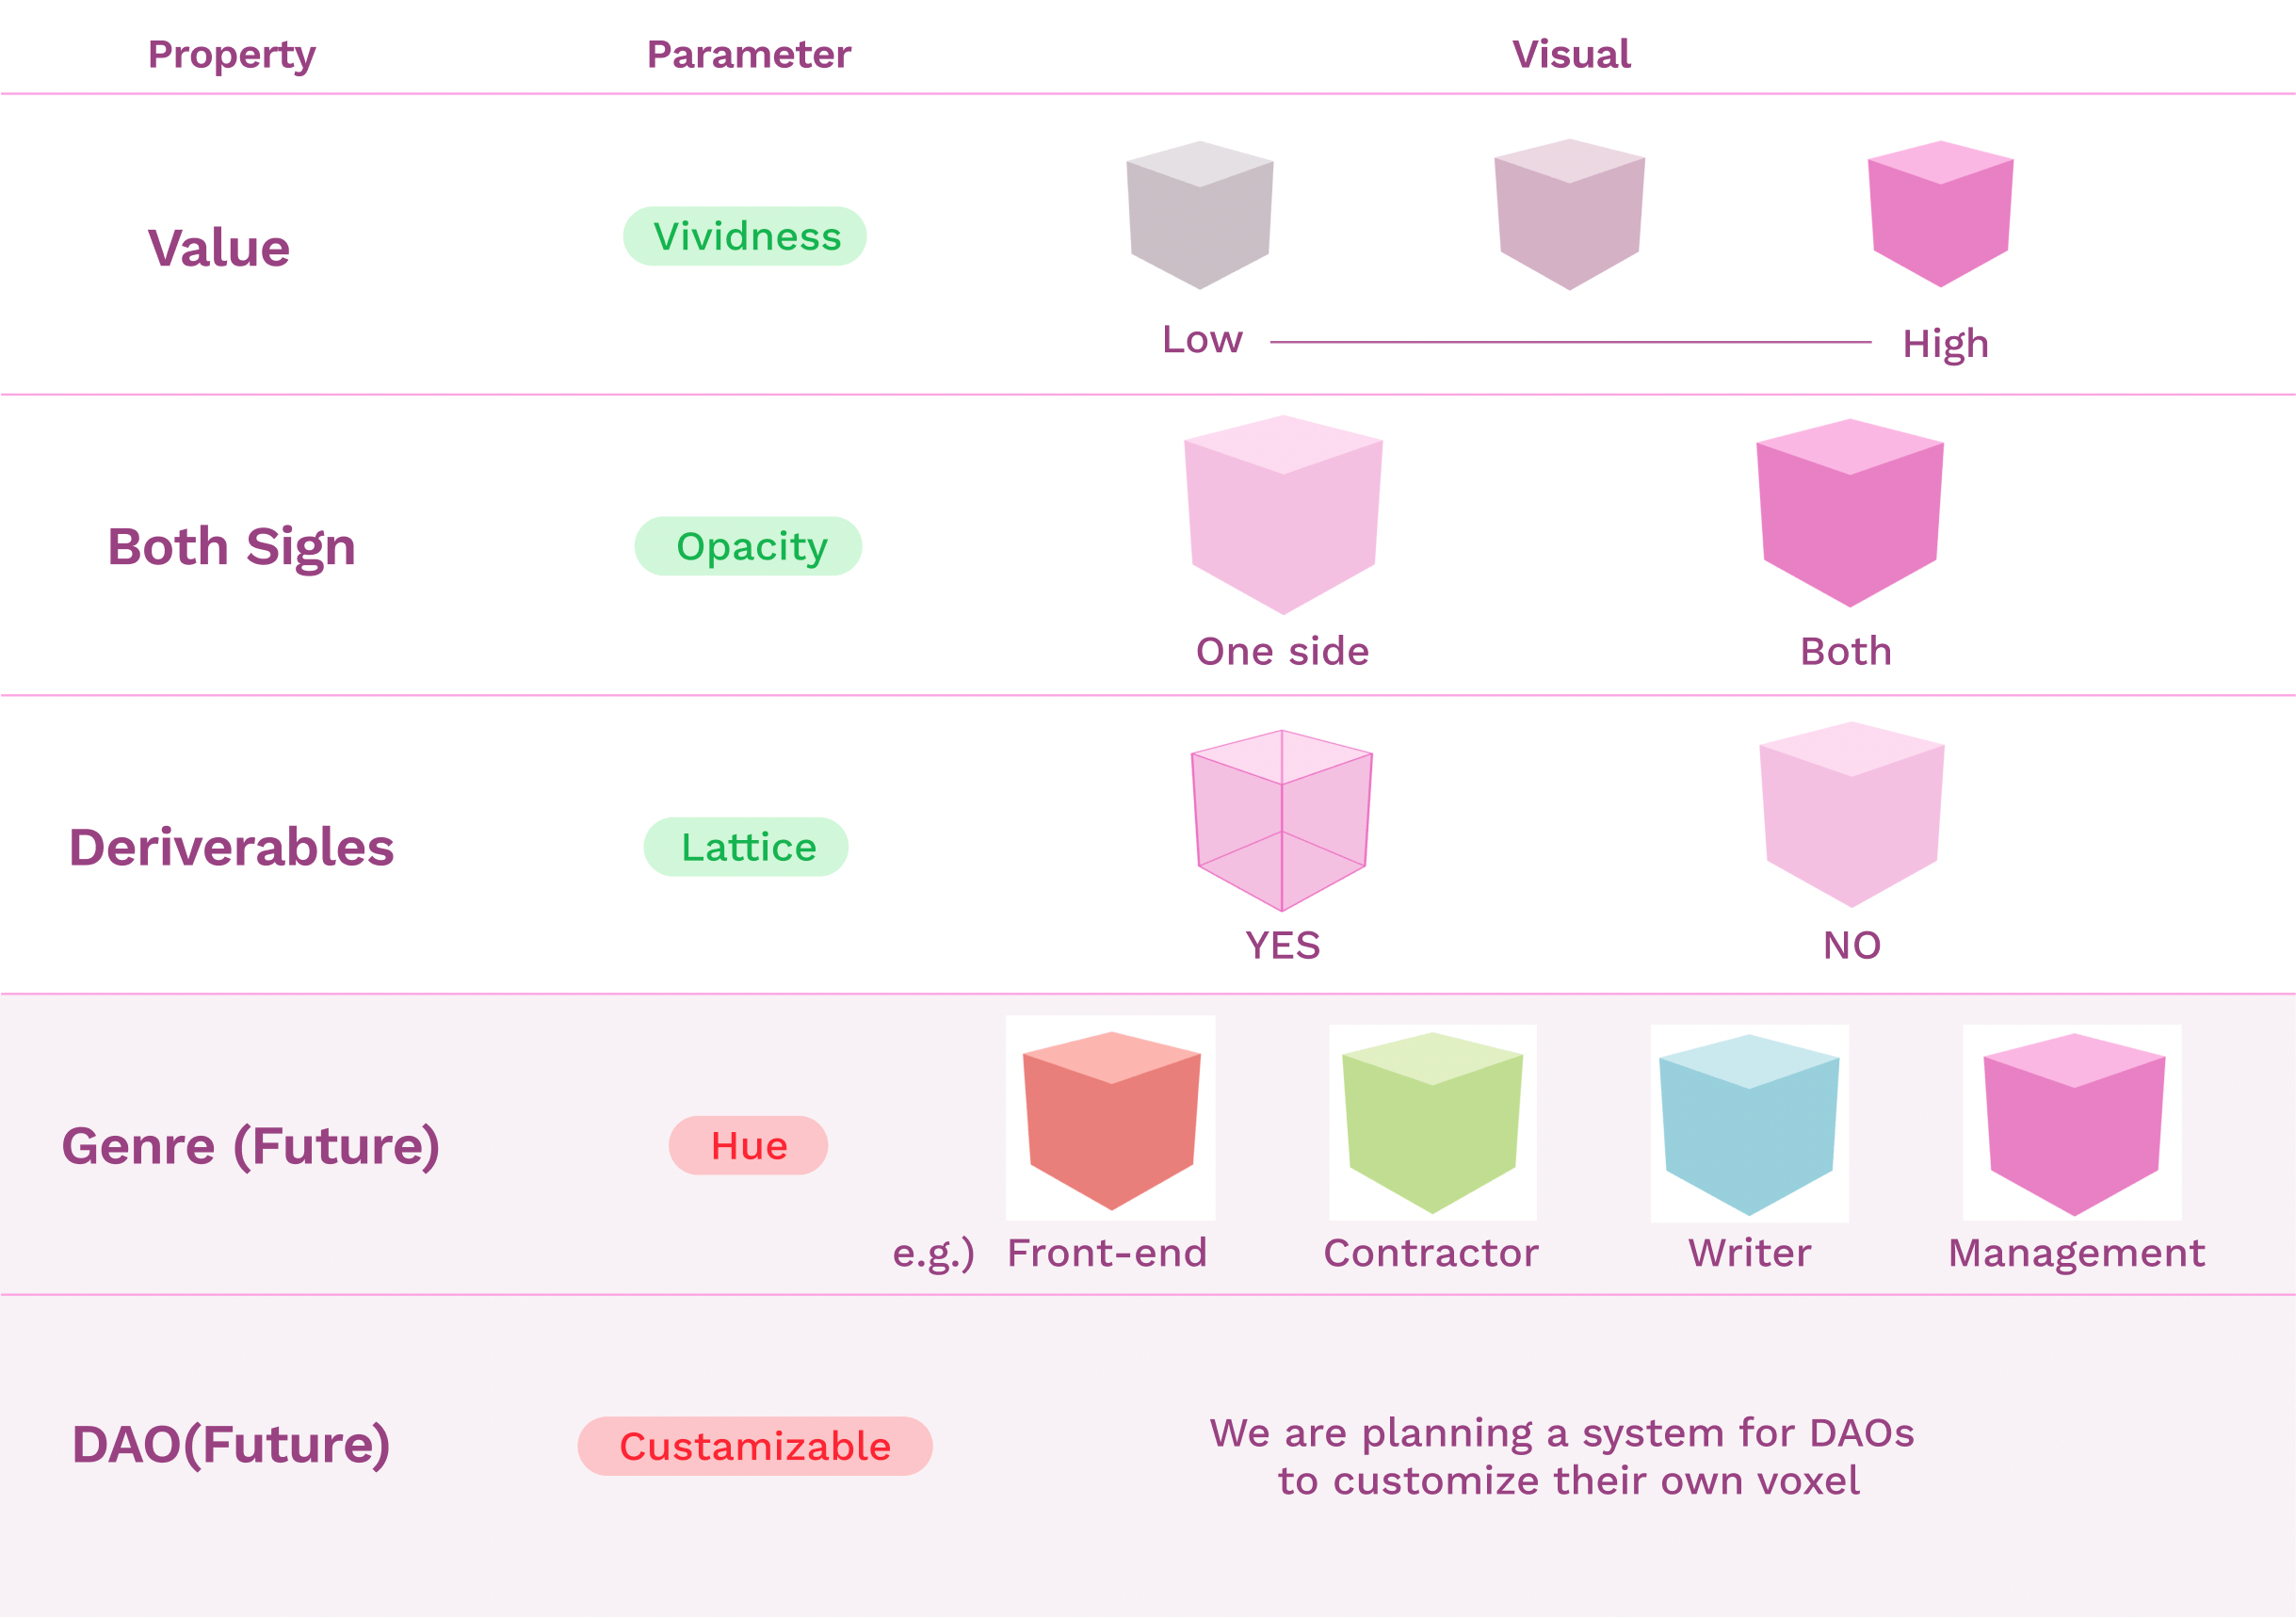 Property Parameter Visual
Value Vividness
Low High
Both Sign Opacity
One side Both
Deriverables Lattice
YES NO
Genre (Future) Hue
e.g.) Front-end Contractor Writer Management
DAO(Future) Custamizable We are planning a system for DAOs
to customize their own voxel